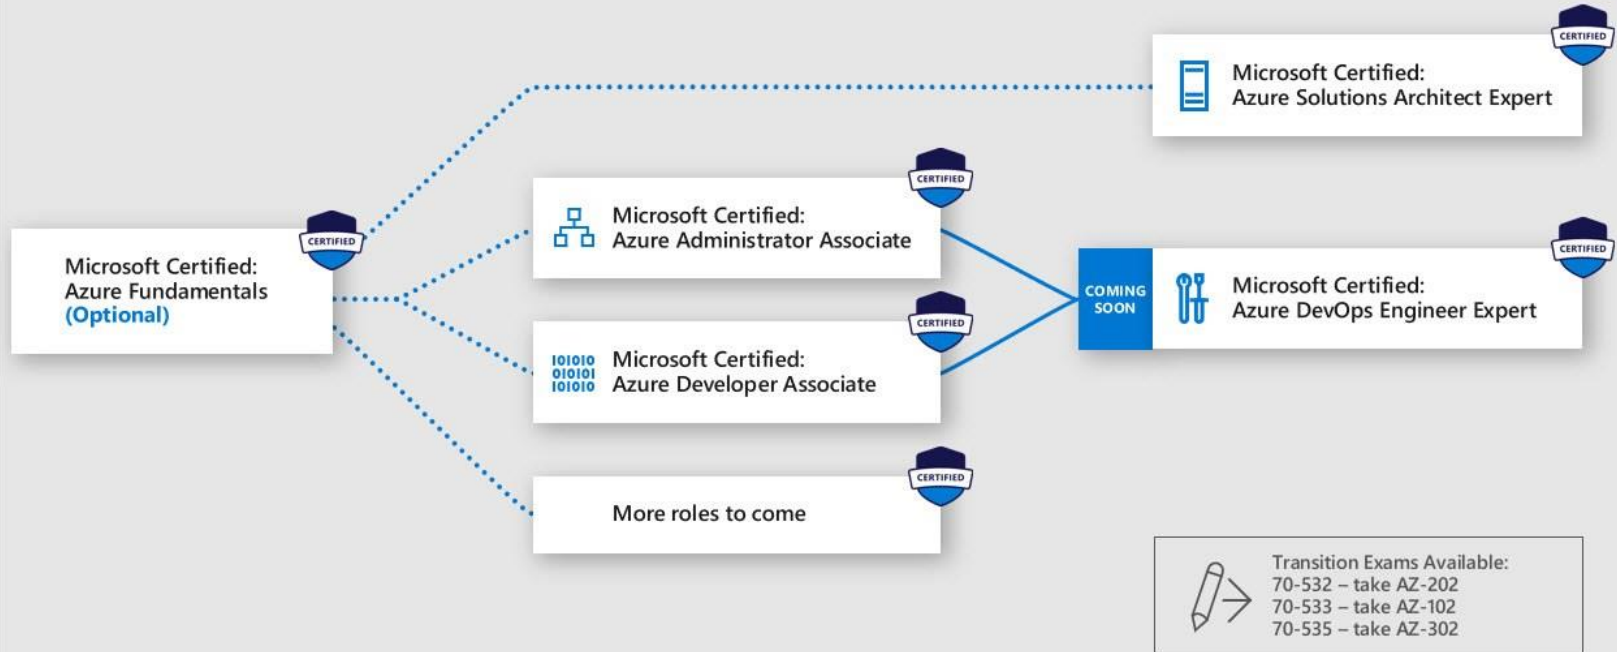 CERTIFIED
Microsoft Certified:
Azure Solutions Architect Expert
CERTIFIED
Microsoft Certified:
Azure Administrator Associate
CERTIFIED
Microsoft Certified:
Azure Fundamentals
(Optional)
CERTIFIED
COMING
SOON
Microsoft Certified:
Azure DevOps Engineer Expert
CERTIFIED
101010
010101
101010
Microsoft Certified:
Azure Developer Associate
CERTIFIED
More roles to come
Transition Exams Available:
70-532 – take AZ-202
70-533 – take AZ-102
70-535 – take AZ-302